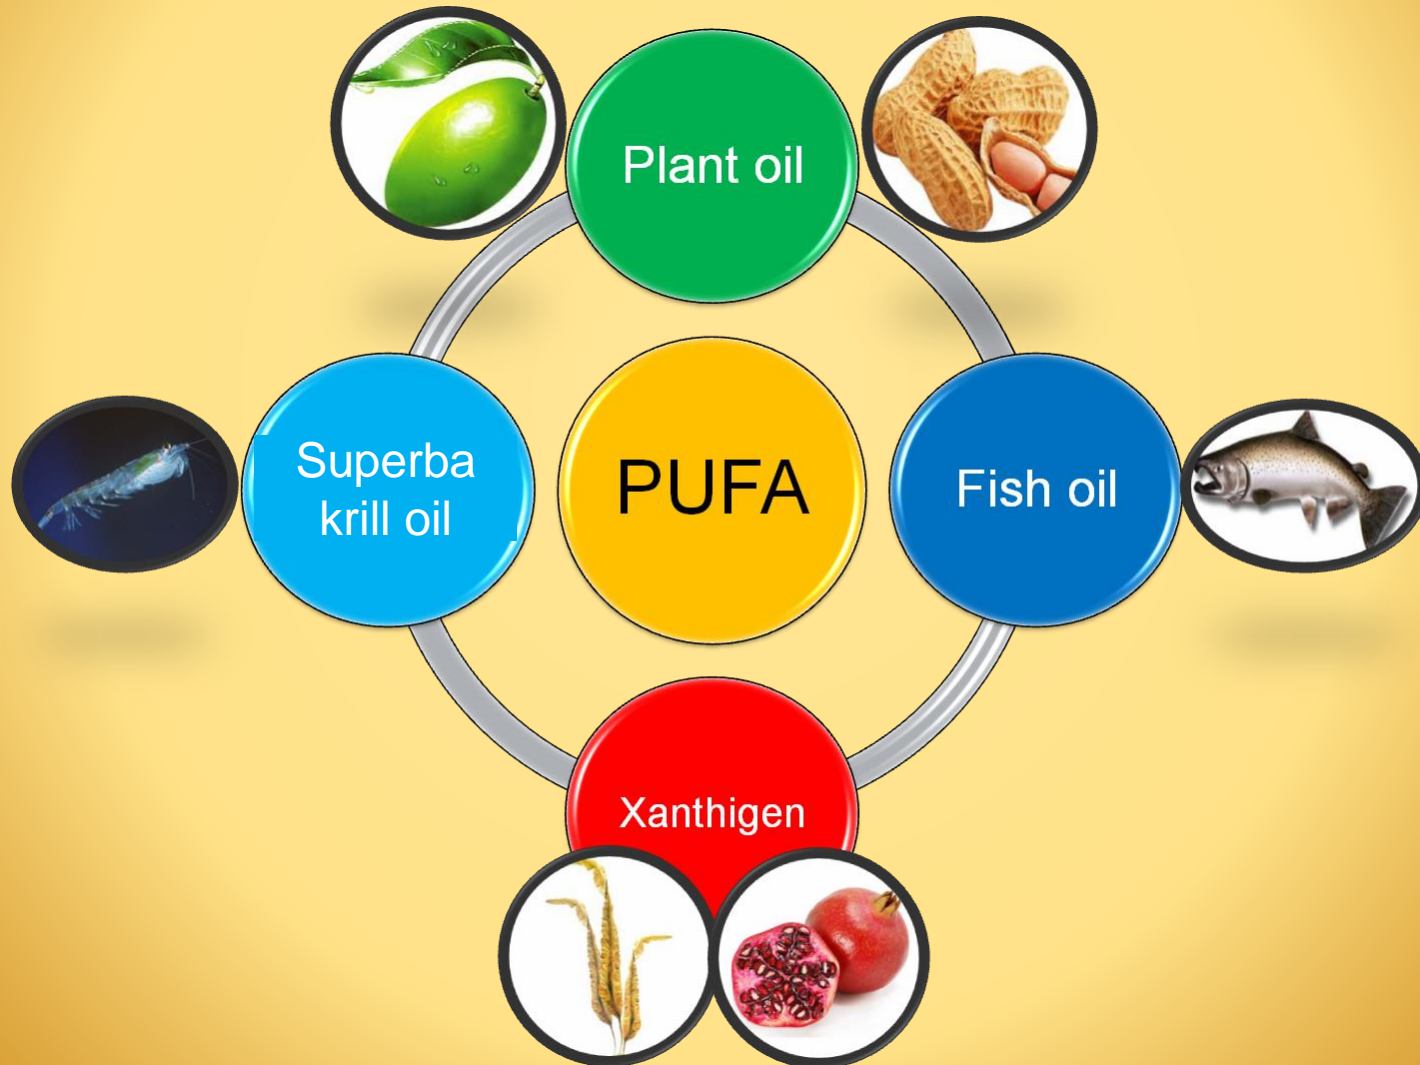 Plant oil
Superba
krill oil
PUFA
Fish oil
Xanthigen